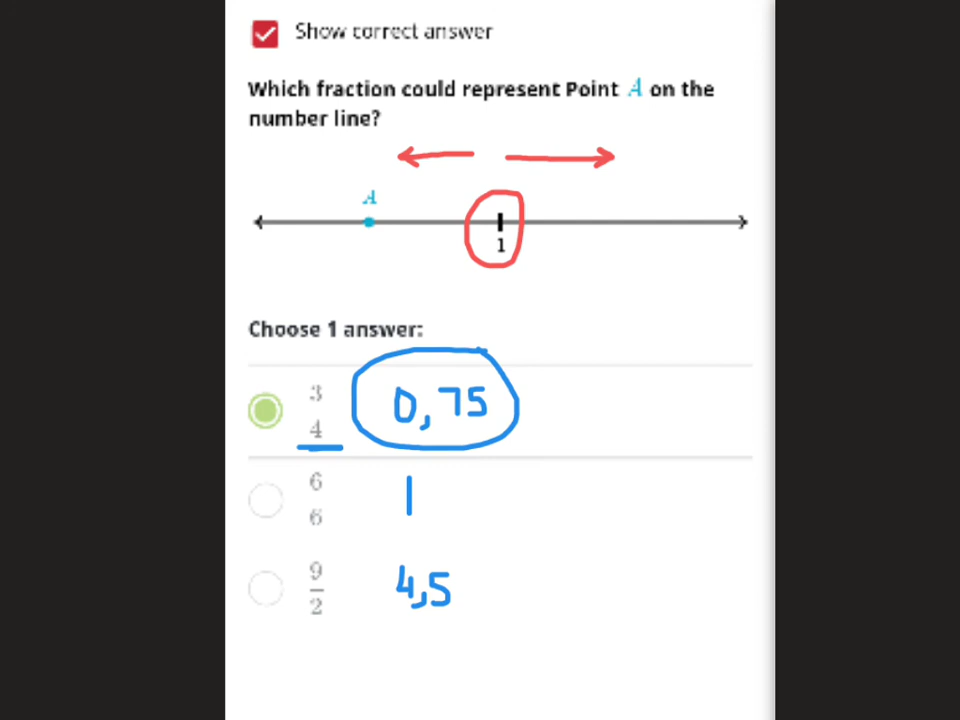 Show correct answer
Which fraction could represent Point A on the
number line?
A
1
Choose 1 answer:
3
4
0,75
6
6
1
9
2
4,5